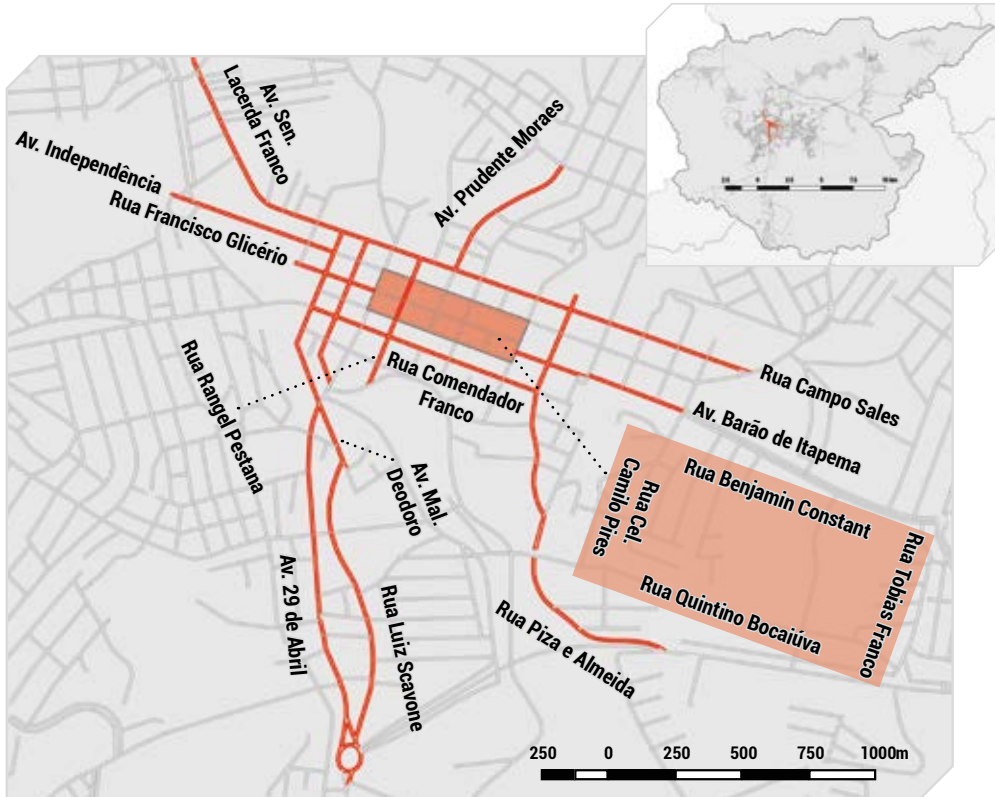 Av. Sen.
Lacerda Franco
Av. Independência
Rua Francisco Glicério
Av. Prudente Moraes
Rua Rangel Pestana
Rua Comendador
Franco
Rua Campo Sales
Av. Barão de Itapema
Av. Mal.
Deodoro
Rua Cel.
Camilo Pires
Rua Benjamin Constant
Rua Tobias Franco
Rua Quintino Bocaiúva
Av. 29 de Abril
Rua Luiz Scavone
Rua Piza e Almeida
250 0 250 500 750 1000m